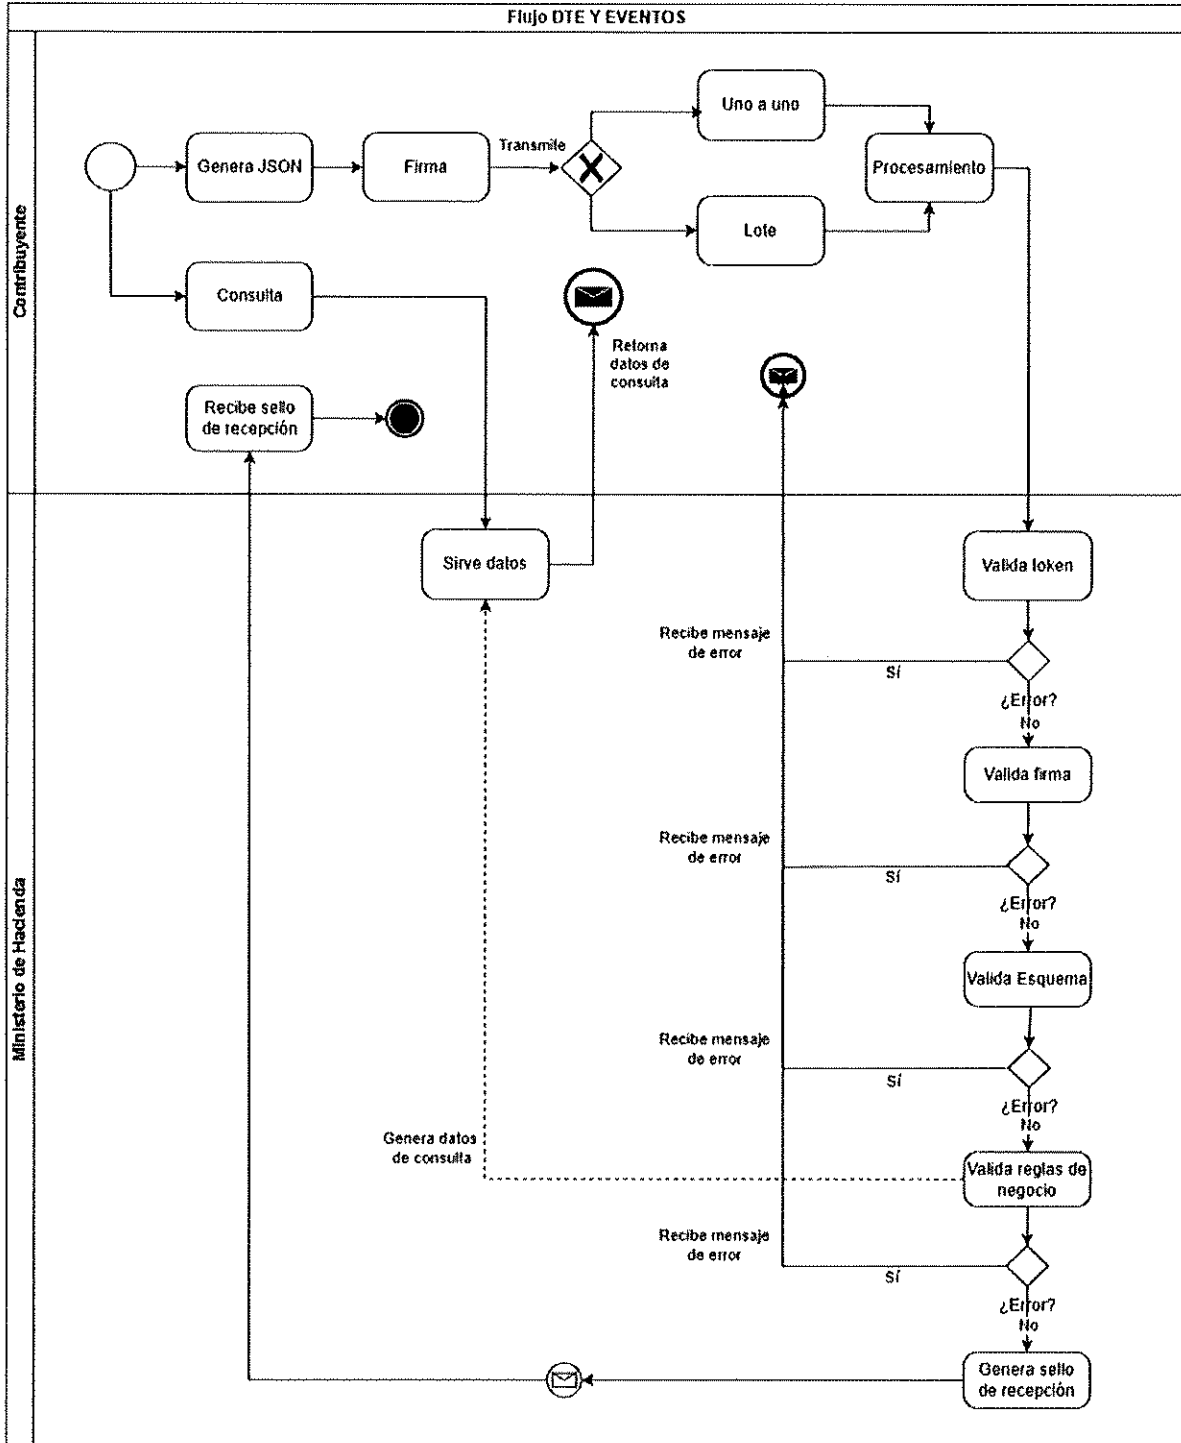 Flujo DTE Y EVENTOS
Contribuyente
Uno a uno
Transmite
Genera JSON
Firma
Procesamiento
Lote
Consulta
Retorna
datos de
consulta
Recibe sello
de recepción
Ministerio de Hacienda
Sirve datos
Valida token
Recibe mensaje
de error
Sí
¿Error?
No
Valida firma
Recibe mensaje
de error
Sí
¿Error?
No
Valida Esquema
Recibe mensaje
de error
Sí
¿Error?
No
Genera datos
de consulta
Valida reglas de
negocio
Recibe mensaje
de error
Sí
¿Error?
No
Genera sello
de recepción